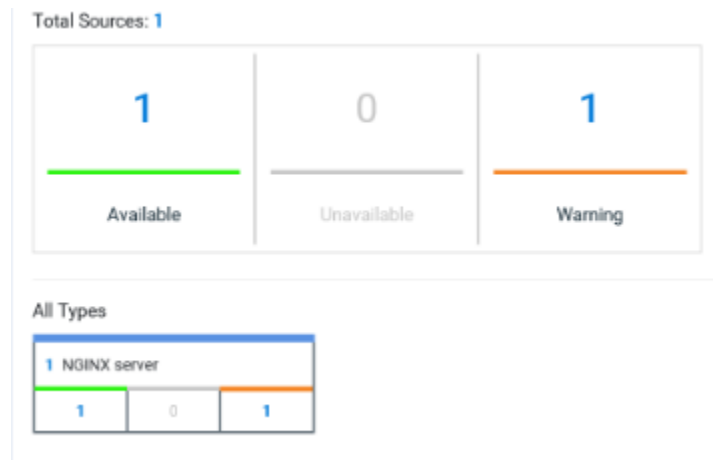 Total Sources: 1
1 0 1
Available Unavailable Warning
All Types
1 NGINX server
1 0 1